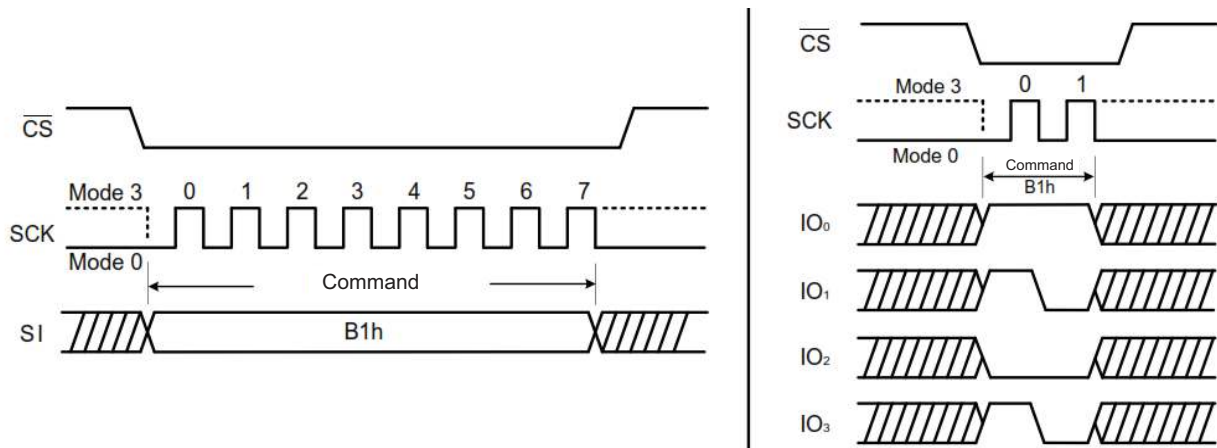 CS
Mode 3 0 1 2 3 4 5 6 7
SCK
Mode 0
Command
SI B1h
CS
Mode 3 0 1
SCK
Mode 0 Command
B1h
IO₀
IO₁
IO₂
IO₃